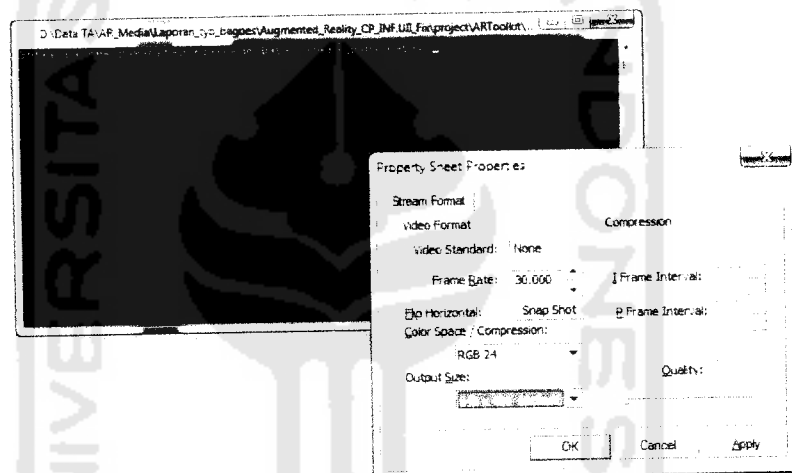 D:\Data TA\AR_Media\Laporan_tyo_bagoes\Augmented_Reality_CP_INF.UII_Fix\project\ARToolkit\...
Property Sheet Properties
Stream Format
Video Format
Compression
Video Standard: None
Frame Rate: 30.000
I Frame Interval:
Flip Horizontal: Snap Shot
P Frame Interval:
Color Space / Compression:
RGB 24
Output Size:
Quality:
OK Cancel Apply